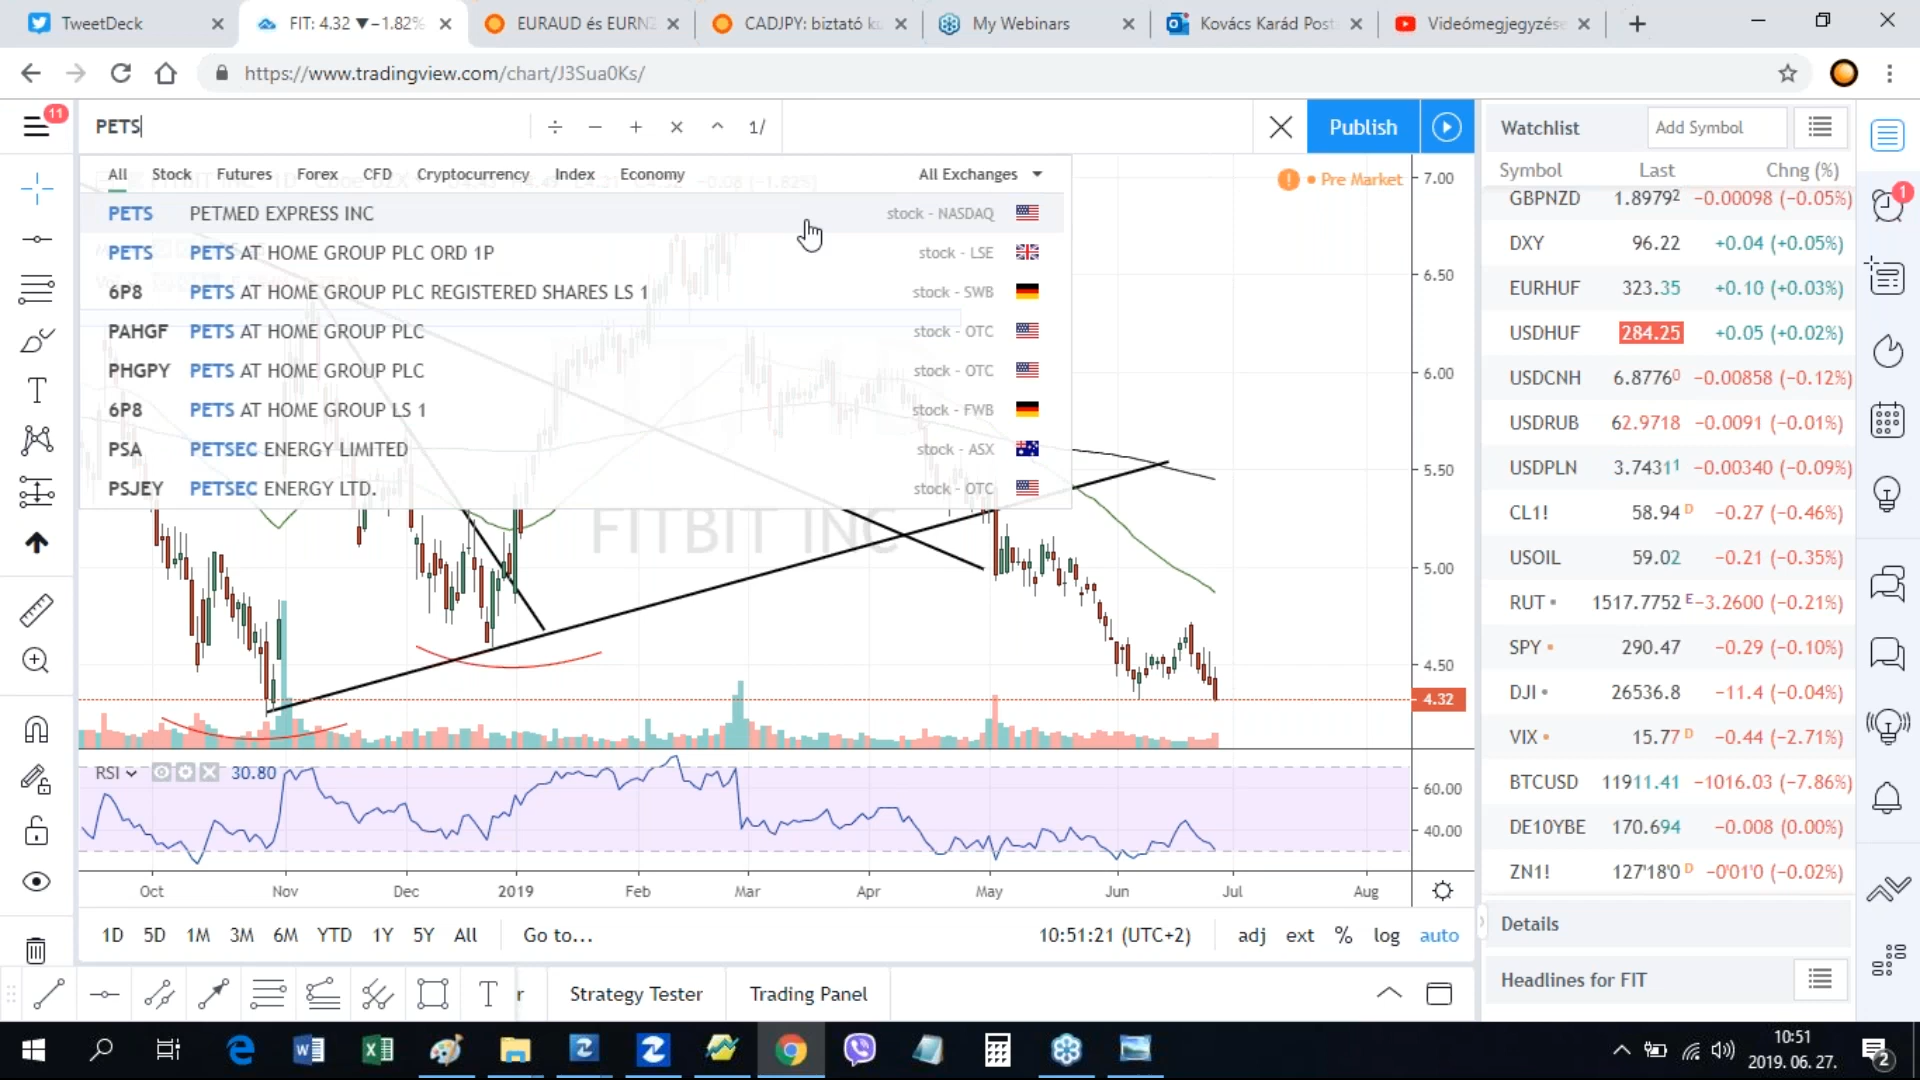 TweetDeck
FIT: 4.32 ▼−1.82%
EURAUD és EURNZ
CADJPY: biztató k
My Webinars
Kovács Karád Post
Videómegjegyzése
https://www.tradingview.com/chart/J3Sua0Ks/
11
PETS
÷ − + × ^ 1/
Publish
All Stock Futures Forex CFD Cryptocurrency Index Economy All Exchanges
PETS PETMED EXPRESS INC stock - NASDAQ
PETS PETS AT HOME GROUP PLC ORD 1P stock - LSE
6P8 PETS AT HOME GROUP PLC REGISTERED SHARES LS 1 stock - SWB
PAHGF PETS AT HOME GROUP PLC stock - OTC
PHGPY PETS AT HOME GROUP PLC stock - OTC
6P8 PETS AT HOME GROUP LS 1 stock - FWB
PSA PETSEC ENERGY LIMITED stock - ASX
PSJEY PETSEC ENERGY LTD. stock - OTC
FITBIT INC
Pre Market
7.00
6.50
6.00
5.50
5.00
4.50
4.32
RSI 30.80
60.00
40.00
Oct Nov Dec 2019 Feb Mar Apr May Jun Jul Aug
1D 5D 1M 3M 6M YTD 1Y 5Y All Go to... 10:51:21 (UTC+2) adj ext % log auto
T r Strategy Tester Trading Panel
Watchlist Add Symbol
Symbol Last Chng (%)
GBPNZD 1.89792 −0.00098 (−0.05%)
DXY 96.22 +0.04 (+0.05%)
EURHUF 323.35 +0.10 (+0.03%)
USDHUF 284.25 +0.05 (+0.02%)
USDCNH 6.87760 −0.00858 (−0.12%)
USDRUB 62.9718 −0.0091 (−0.01%)
USDPLN 3.74311 −0.00340 (−0.09%)
CL1! 58.94 D −0.27 (−0.46%)
USOIL 59.02 −0.21 (−0.35%)
RUT 1517.7752 E −3.2600 (−0.21%)
SPY 290.47 −0.29 (−0.10%)
DJI 26536.8 −11.4 (−0.04%)
VIX 15.77 D −0.44 (−2.71%)
BTCUSD 11911.41 −1016.03 (−7.86%)
DE10YBE 170.694 −0.008 (0.00%)
ZN1! 127'18'0 D −0'01'0 (−0.02%)
Details
Headlines for FIT
1
10:51
2019. 06. 27.
2